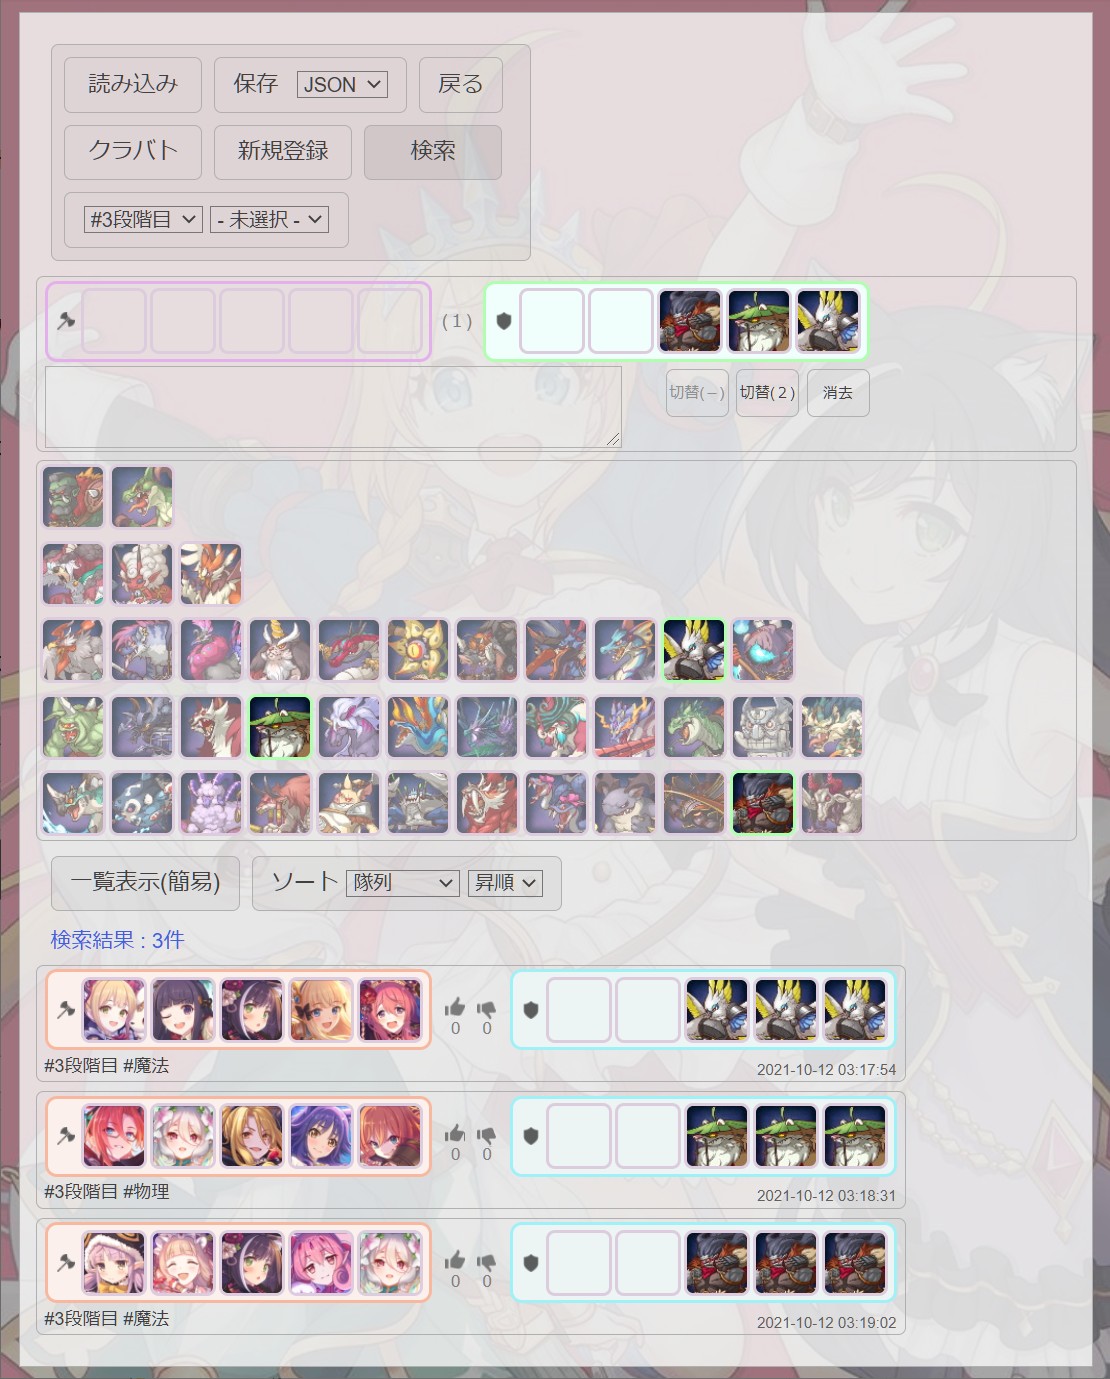 読み込み 保存 JSON 戻る
クラバト 新規登録 検索
#3段階目 - 未選択 -
(1)
切替(－) 切替(2) 消去
一覧表示(簡易) ソート 隊列 昇順
検索結果 : 3件
0 0
#3段階目 #魔法 2021-10-12 03:17:54
0 0
#3段階目 #物理 2021-10-12 03:18:31
0 0
#3段階目 #魔法 2021-10-12 03:19:02